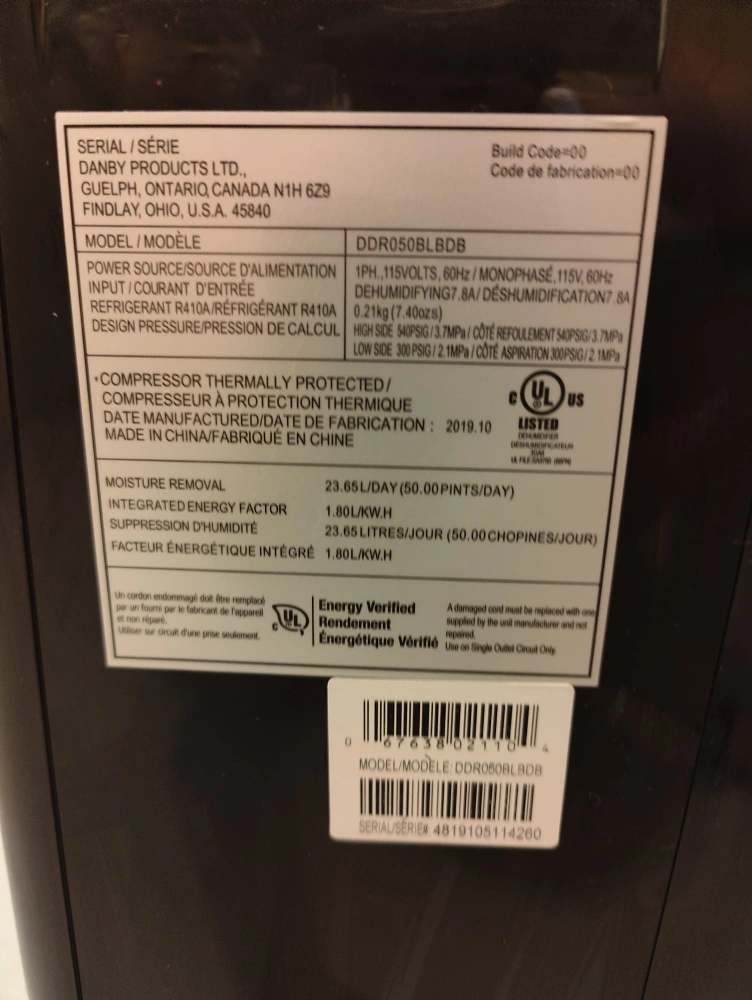 SERIAL / SÉRIE
DANBY PRODUCTS LTD.,
GUELPH, ONTARIO, CANADA N1H 6Z9
FINDLAY, OHIO, U.S.A. 45840
Build Code=00
Code de fabrication=00
MODEL / MODÈLE
DDR050BLBDB
POWER SOURCE/SOURCE D'ALIMENTATION
1PH.,115VOLTS, 60Hz / MONOPHASÉ,115V, 60Hz
INPUT / COURANT D'ENTRÉE
DEHUMIDIFYING7.8A/ DÉSHUMIDIFICATION7.8A
REFRIGERANT R410A/RÉFRIGÉRANT R410A
0.21kg (7.40ozs)
DESIGN PRESSURE/PRESSION DE CALCUL
HIGH SIDE 540PSIG / 3.7MPa / CÔTÉ REFOULEMENT 540PSIG/ 3.7MPa
LOW SIDE 300 PSIG / 2.1MPa / CÔTÉ ASPIRATION 300PSIG/ 2.1MPa
•COMPRESSOR THERMALLY PROTECTED /
COMPRESSEUR À PROTECTION THERMIQUE
DATE MANUFACTURED/DATE DE FABRICATION : 2019.10
MADE IN CHINA/FABRIQUÉ EN CHINE
C UL US
LISTED
DEHUMIDIFIER
DÉSHUMIDIFICATEUR
MOISTURE REMOVAL 23.65L/DAY (50.00PINTS/DAY)
INTEGRATED ENERGY FACTOR 1.80L/KW.H
SUPPRESSION D'HUMIDITÉ 23.65 LITRES/JOUR (50.00 CHOPINES/JOUR)
FACTEUR ÉNERGÉTIQUE INTÉGRÉ 1.80L/KW.H
Un cordon endommagé doit être remplacé
par un fourni par le fabricant de l'appareil
et non réparé.
Utiliser sur circuit d'une prise seulement.
C UL
Energy Verified
Rendement
Énergétique Vérifié
A damaged cord must be replaced with one
supplied by the unit manufacturer and not
repaired.
Use on Single Outlet Circuit Only.
0 67638 02110 4
MODEL/MODÈLE: DDR050BLBDB
SERIAL/SÉRIE# 4819105114260